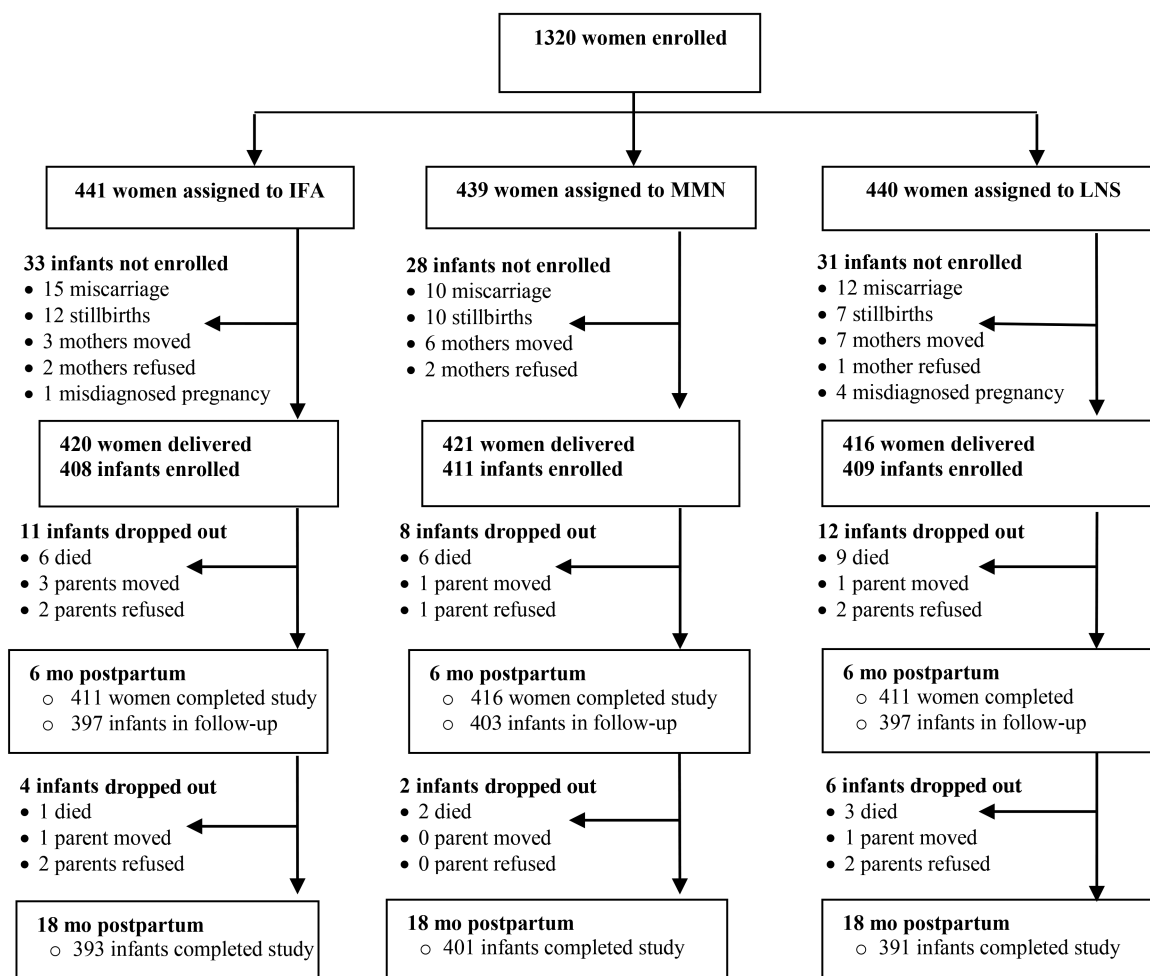 1320 women enrolled
441 women assigned to IFA
439 women assigned to MMN
440 women assigned to LNS
33 infants not enrolled
• 15 miscarriage
• 12 stillbirths
• 3 mothers moved
• 2 mothers refused
• 1 misdiagnosed pregnancy
28 infants not enrolled
• 10 miscarriage
• 10 stillbirths
• 6 mothers moved
• 2 mothers refused
31 infants not enrolled
• 12 miscarriage
• 7 stillbirths
• 7 mothers moved
• 1 mother refused
• 4 misdiagnosed pregnancy
420 women delivered
408 infants enrolled
421 women delivered
411 infants enrolled
416 women delivered
409 infants enrolled
11 infants dropped out
• 6 died
• 3 parents moved
• 2 parents refused
8 infants dropped out
• 6 died
• 1 parent moved
• 1 parent refused
12 infants dropped out
• 9 died
• 1 parent moved
• 2 parents refused
6 mo postpartum
o 411 women completed study
o 397 infants in follow-up
6 mo postpartum
o 416 women completed study
o 403 infants in follow-up
6 mo postpartum
o 411 women completed
o 397 infants in follow-up
4 infants dropped out
• 1 died
• 1 parent moved
• 2 parents refused
2 infants dropped out
• 2 died
• 0 parent moved
• 0 parent refused
6 infants dropped out
• 3 died
• 1 parent moved
• 2 parents refused
18 mo postpartum
o 393 infants completed study
18 mo postpartum
o 401 infants completed study
18 mo postpartum
o 391 infants completed study